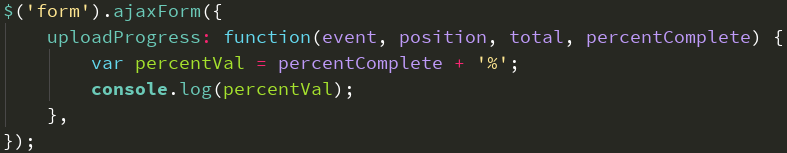 $('form').ajaxForm({
    uploadProgress: function(event, position, total, percentComplete) {
        var percentVal = percentComplete + '%';
        console.log(percentVal);
    },
});